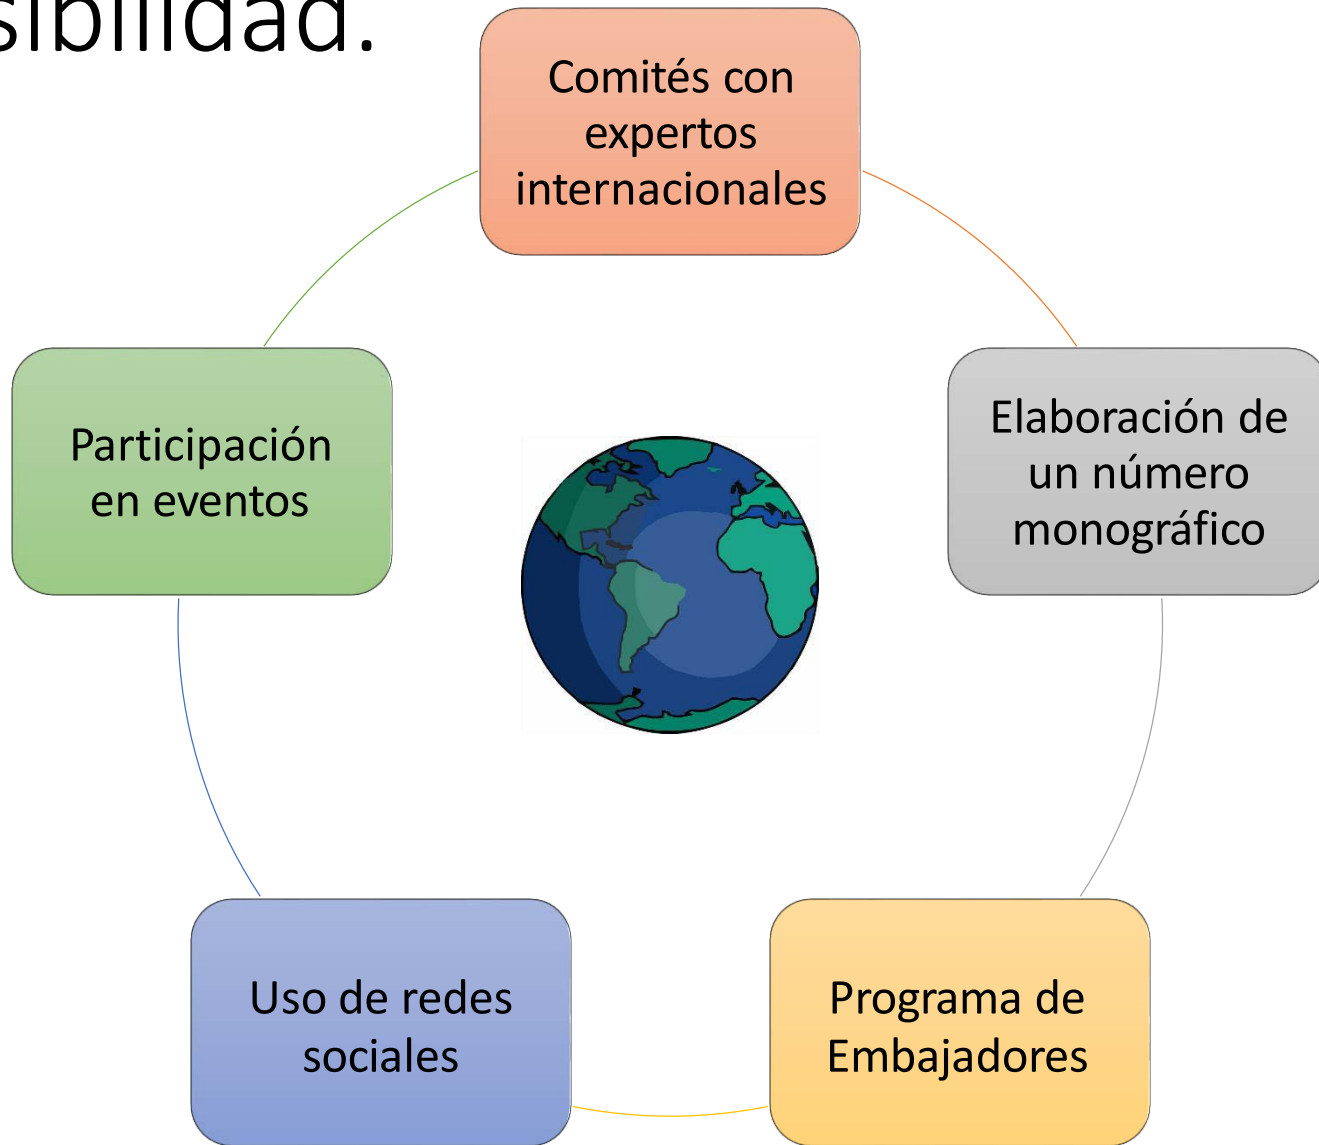 sibilidad.
Comités con
expertos
internacionales
Elaboración de
un número
monográfico
Programa de
Embajadores
Uso de redes
sociales
Participación
en eventos